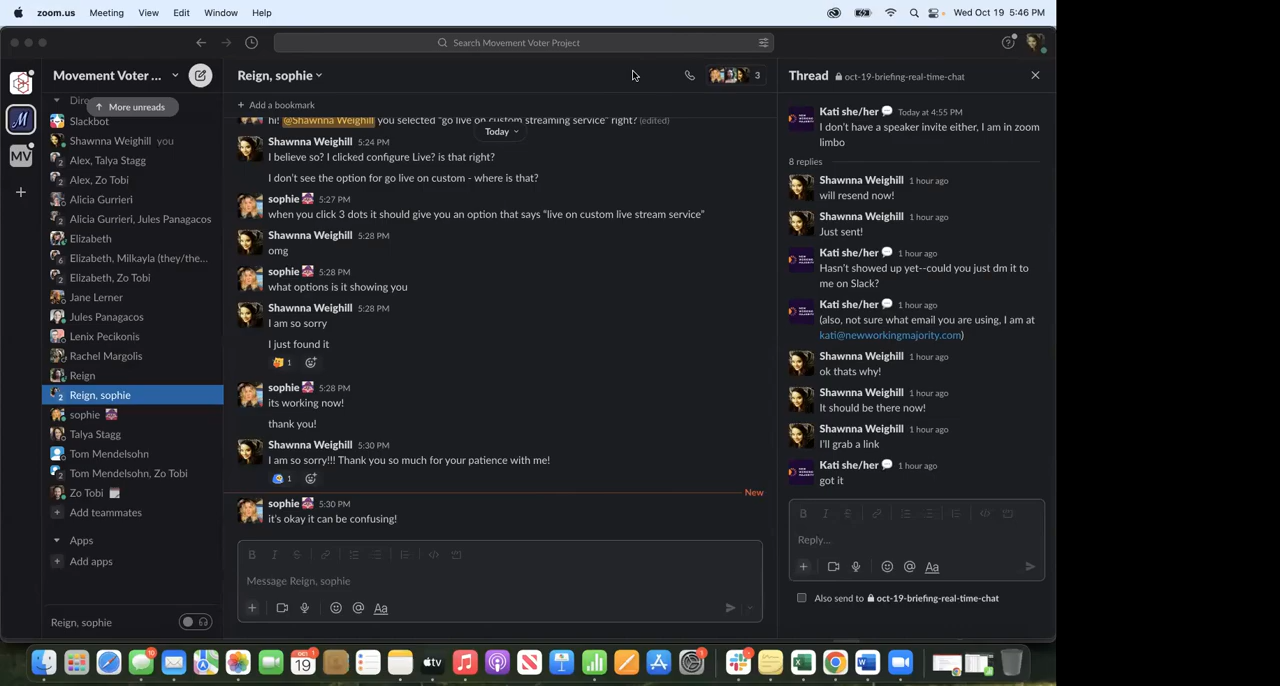 zoom.us Meeting View Edit Window Help
Wed Oct 19 5:46 PM
Search Movement Voter Project
Movement Voter ...
More unreads
Slackbot
Shawnna Weighill you
Alex, Talya Stagg
Alex, Zo Tobi
Alicia Gurrieri
Alicia Gurrieri, Jules Panagacos
Elizabeth
Elizabeth, Milkayla (they/the...
Elizabeth, Zo Tobi
Jane Lerner
Jules Panagacos
Lenix Pecikonis
Rachel Margolis
Reign
Reign, sophie
sophie
Talya Stagg
Tom Mendelsohn
Tom Mendelsohn, Zo Tobi
Zo Tobi
Add teammates
Apps
Add apps
Reign, sophie
M
MV
Reign, sophie
3
Add a bookmark
hi! @Shawnna Weighill you selected "go live on custom streaming service" right? (edited)
Today
Shawnna Weighill 5:24 PM
I believe so? I clicked configure Live? is that right?
I don't see the option for go live on custom - where is that?
sophie 5:27 PM
when you click 3 dots it should give you an option that says "live on custom live stream service"
Shawnna Weighill 5:28 PM
omg
sophie 5:28 PM
what options is it showing you
Shawnna Weighill 5:28 PM
I am so sorry
I just found it
1
sophie 5:28 PM
its working now!
thank you!
Shawnna Weighill 5:30 PM
I am so sorry!!! Thank you so much for your patience with me!
1
New
sophie 5:30 PM
it's okay it can be confusing!
Message Reign, sophie
Aa
Thread oct-19-briefing-real-time-chat
Kati she/her Today at 4:55 PM
I don't have a speaker invite either, I am in zoom
limbo
8 replies
Shawnna Weighill 1 hour ago
will resend now!
Shawnna Weighill 1 hour ago
Just sent!
Kati she/her 1 hour ago
Hasn't showed up yet--could you just dm it to
me on Slack?
Kati she/her 1 hour ago
(also, not sure what email you are using, I am at
kati@newworkingmajority.com)
Shawnna Weighill 1 hour ago
ok thats why!
Shawnna Weighill 1 hour ago
It should be there now!
Shawnna Weighill 1 hour ago
I'll grab a link
Kati she/her 1 hour ago
got it
Reply...
Aa
Also send to oct-19-briefing-real-time-chat